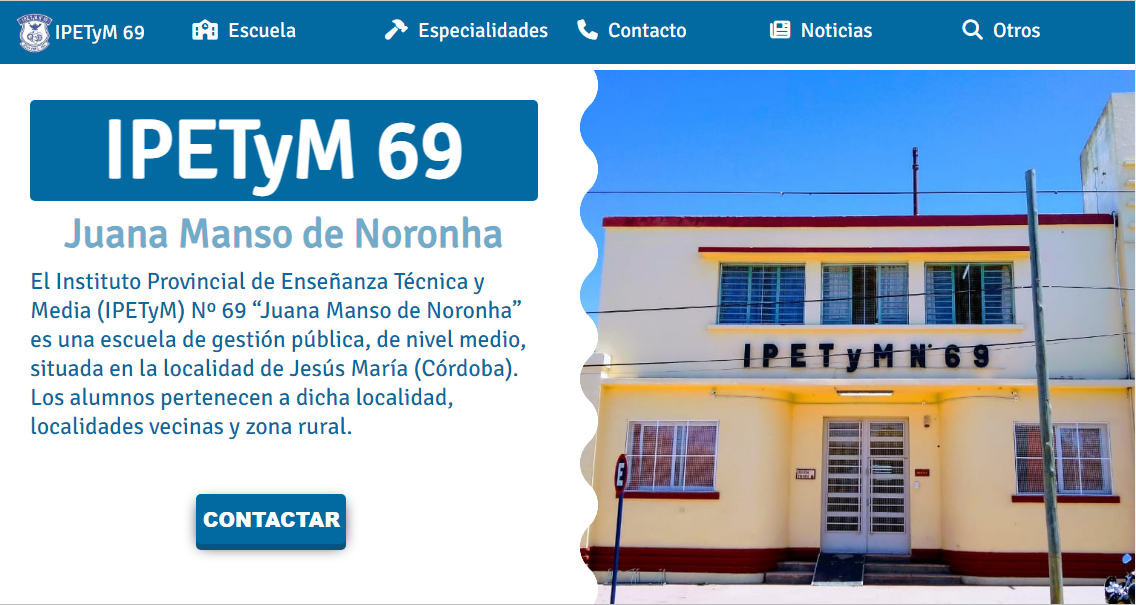 IPETyM 69
Escuela
Especialidades
Contacto
Noticias
Otros
IPETyM 69
Juana Manso de Noronha
El Instituto Provincial de Enseñanza Técnica y
Media (IPETyM) Nº 69 “Juana Manso de Noronha”
es una escuela de gestión pública, de nivel medio,
situada en la localidad de Jesús María (Córdoba).
Los alumnos pertenecen a dicha localidad,
localidades vecinas y zona rural.
CONTACTAR
IPETyM N° 69
E